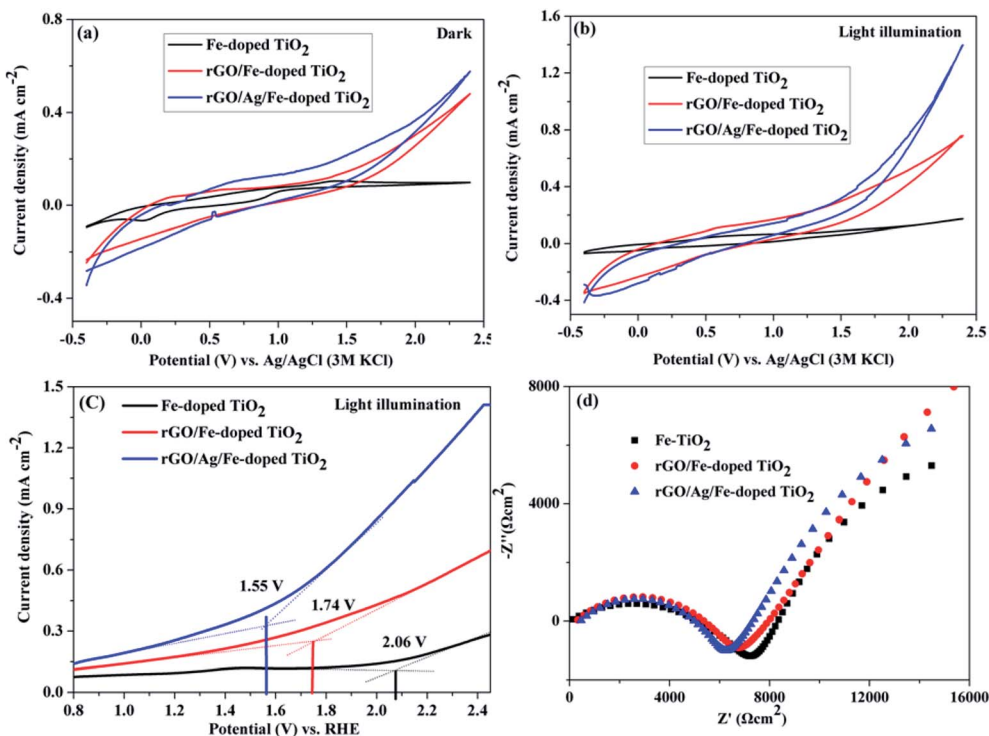 (a)
Dark
Fe-doped TiO2
rGO/Fe-doped TiO2
rGO/Ag/Fe-doped TiO2
0.8
0.4
0.0
-0.4
Current density (mA cm-2)
-0.5 0.0 0.5 1.0 1.5 2.0 2.5
Potential (V) vs. Ag/AgCl (3M KCl)
(b)
Light illumination
Fe-doped TiO2
rGO/Fe-doped TiO2
rGO/Ag/Fe-doped TiO2
1.6
1.2
0.8
0.4
0.0
-0.4
Current density (mA cm-2)
-0.5 0.0 0.5 1.0 1.5 2.0 2.5
Potential (V) vs. Ag/AgCl (3M KCl)
(C)
Light illumination
Fe-doped TiO2
rGO/Fe-doped TiO2
rGO/Ag/Fe-doped TiO2
1.55 V
1.74 V
2.06 V
1.5
1.2
0.9
0.6
0.3
0.0
Current density (mA cm-2)
0.8 1.0 1.2 1.4 1.6 1.8 2.0 2.2 2.4
Potential (V) vs. RHE
(d)
Fe-TiO2
rGO/Fe-doped TiO2
rGO/Ag/Fe-doped TiO2
8000
4000
0
-Z''(Ωcm2)
0 4000 8000 12000 16000
Z' (Ωcm2)